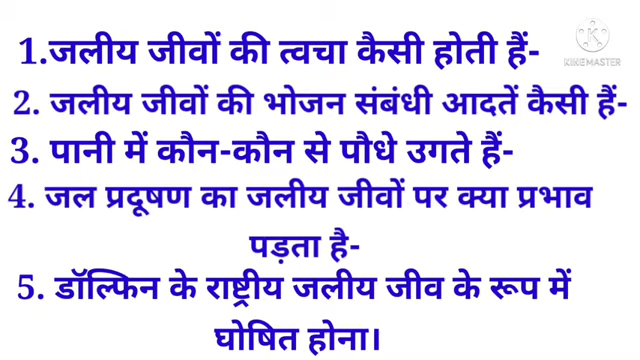 1.जलीय जीवों की त्वचा कैसी होती हैं-
2. जलीय जीवों की भोजन संबंधी आदतें कैसी हैं-
3. पानी में कौन-कौन से पौधे उगते हैं-
4. जल प्रदूषण का जलीय जीवों पर क्या प्रभाव
पड़ता है-
5. डॉल्फिन के राष्ट्रीय जलीय जीव के रूप में
घोषित होना।
KINEMASTER